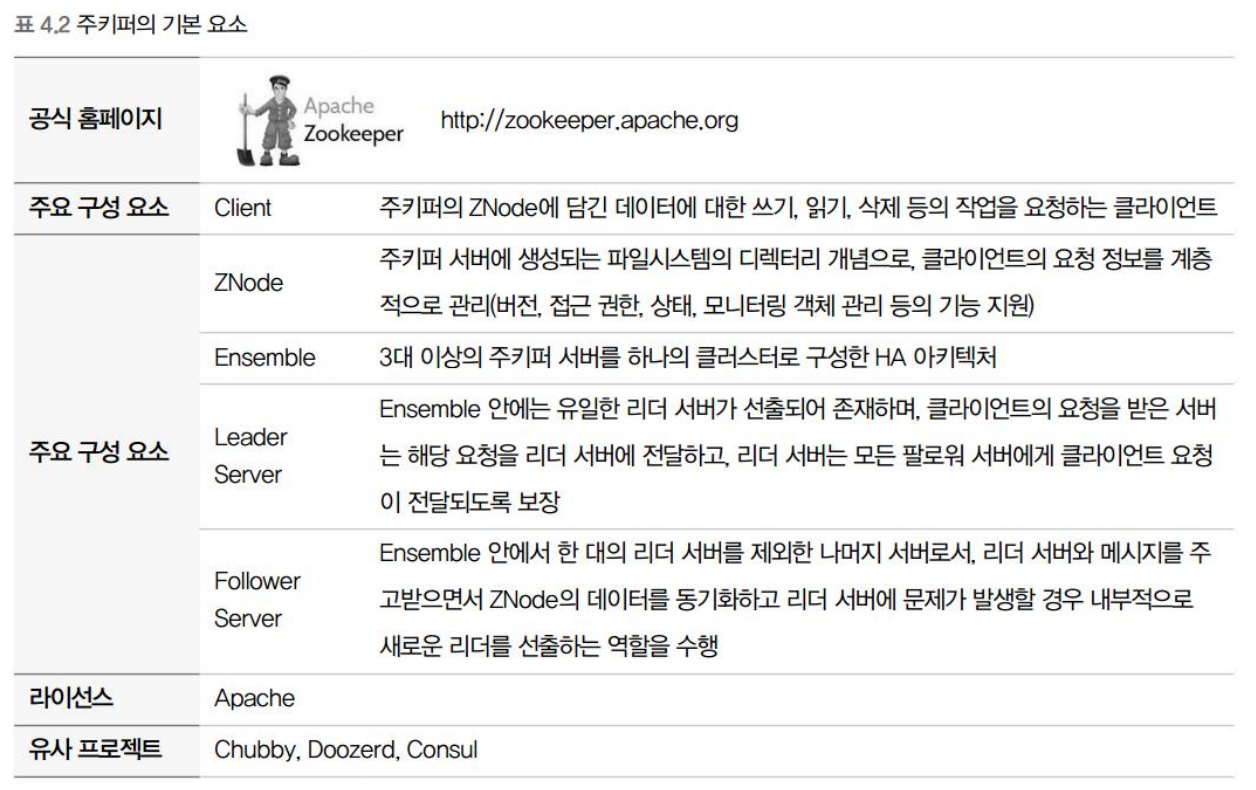 표 4.2 주키퍼의 기본 요소
공식 홈페이지
Apache
Zookeeper
http://zookeeper.apache.org
주요 구성 요소
Client
주키퍼의 ZNode에 담긴 데이터에 대한 쓰기, 읽기, 삭제 등의 작업을 요청하는 클라이언트
주요 구성 요소
ZNode
주키퍼 서버에 생성되는 파일시스템의 디렉터리 개념으로, 클라이언트의 요청 정보를 계층
적으로 관리(버전, 접근 권한, 상태, 모니터링 객체 관리 등의 기능 지원)
Ensemble
3대 이상의 주키퍼 서버를 하나의 클러스터로 구성한 HA 아키텍처
Leader
Server
Ensemble 안에는 유일한 리더 서버가 선출되어 존재하며, 클라이언트의 요청을 받은 서버
는 해당 요청을 리더 서버에 전달하고, 리더 서버는 모든 팔로워 서버에게 클라이언트 요청
이 전달되도록 보장
Follower
Server
Ensemble 안에서 한 대의 리더 서버를 제외한 나머지 서버로서, 리더 서버와 메시지를 주
고받으면서 ZNode의 데이터를 동기화하고 리더 서버에 문제가 발생할 경우 내부적으로
새로운 리더를 선출하는 역할을 수행
라이선스
Apache
유사 프로젝트
Chubby, Doozerd, Consul